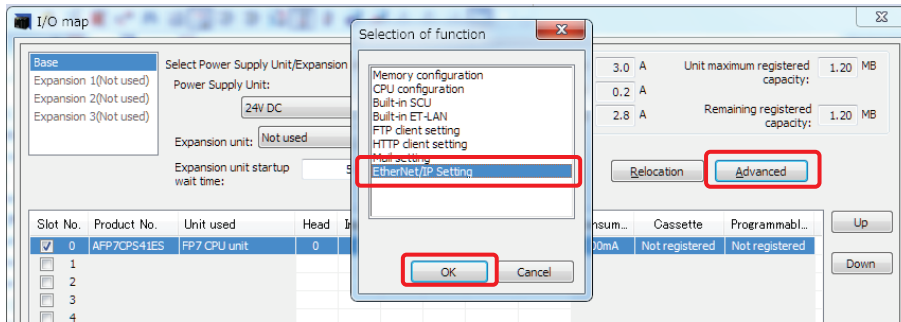 I/O map
Base
Expansion 1(Not used)
Expansion 2(Not used)
Expansion 3(Not used)
Select Power Supply Unit/Expansion
Power Supply Unit:
24V DC
Expansion unit: Not used
Expansion unit startup
wait time:
5
Selection of function
Memory configuration
CPU configuration
Built-in SCU
Built-in ET-LAN
FTP client setting
HTTP client setting
Mail setting
EtherNet/IP Setting
OK Cancel
3.0 A
0.2 A
2.8 A
Unit maximum registered
capacity:
1.20 MB
Remaining registered
capacity:
1.20 MB
Relocation Advanced
Slot No. Product No. Unit used Head nsum... Cassette Programmabl... Up
0 AFP7CPS41ES FP7 CPU unit 0 00mA Not registered Not registered
1 Down
2
3
4